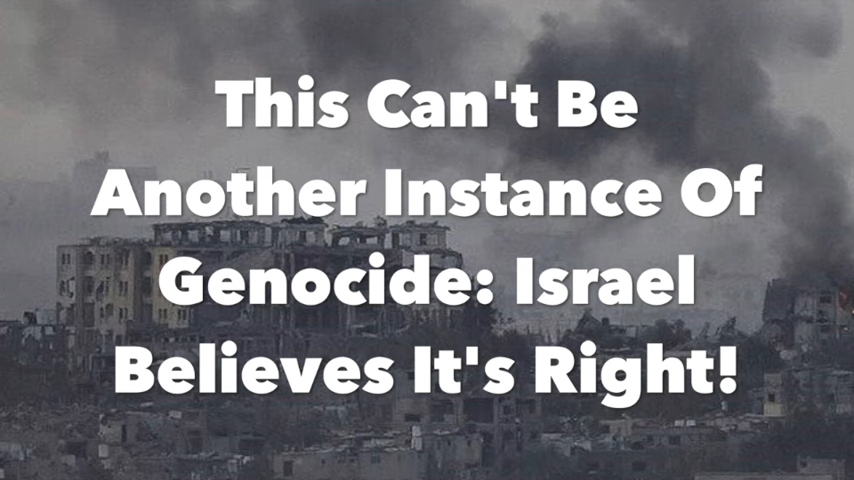 This Can't Be
Another Instance Of
Genocide: Israel
Believes It's Right!